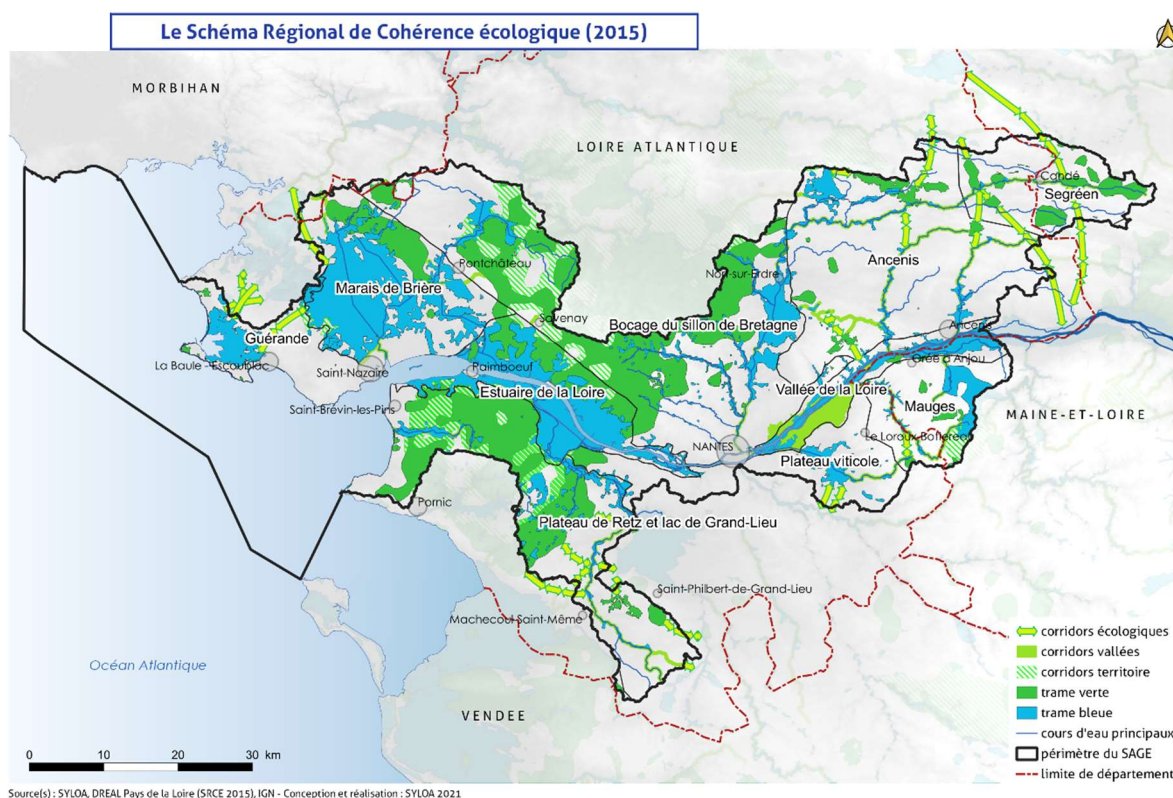 Le Schéma Régional de Cohérence écologique (2015)
MORBIHAN
LOIRE ATLANTIQUE
Candé
Segréen
Ancenis
Pontchâteau
Nort-sur-Erdre
Marais de Brière
Savenay
Bocage du sillon de Bretagne
Ancenis
Guérande
La Baule - Escoublac
Saint-Nazaire
Paimboeuf
Orée d'Anjou
Estuaire de la Loire
Vallée de la Loire
Saint-Brévin-les-Pins
Mauges
MAINE-ET-LOIRE
NANTES
Le Loroux-Bottereau
Plateau viticole
Pornic
Plateau de Retz et lac de Grand-Lieu
Saint-Philbert-de-Grand-Lieu
Machecoul-Saint-Même
Océan Atlantique
VENDEE
corridors écologiques
corridors vallées
corridors territoire
trame verte
trame bleue
cours d'eau principaux
périmètre du SAGE
limite de département
0 10 20 30 km
Source(s) : SYLOA, DREAL Pays de la Loire (SRCE 2015), IGN - Conception et réalisation : SYLOA 2021